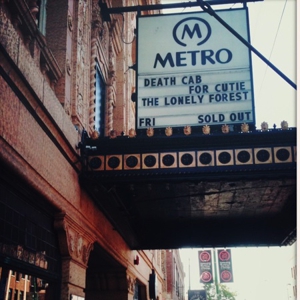 M
METRO
DEATH CAB
FOR CUTIE
THE LONELY FOREST
FRI SOLD OUT